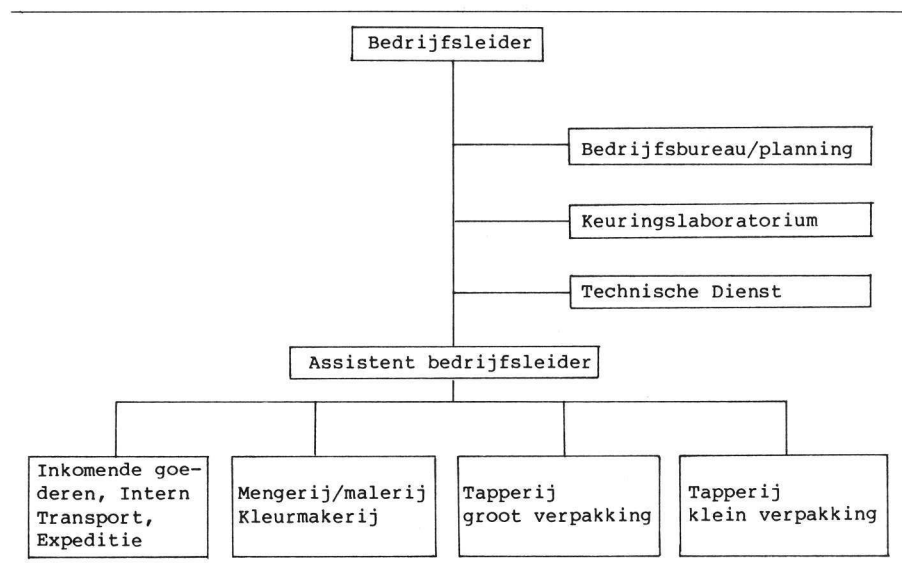 Bedrijfsleider
Bedrijfsbureau/planning
Keuringslaboratorium
Technische Dienst
Assistent bedrijfsleider
Inkomende goe-
deren, Intern
Transport,
Expeditie
Mengerij/malerij
Kleurmakerij
Tapperij
groot verpakking
Tapperij
klein verpakking